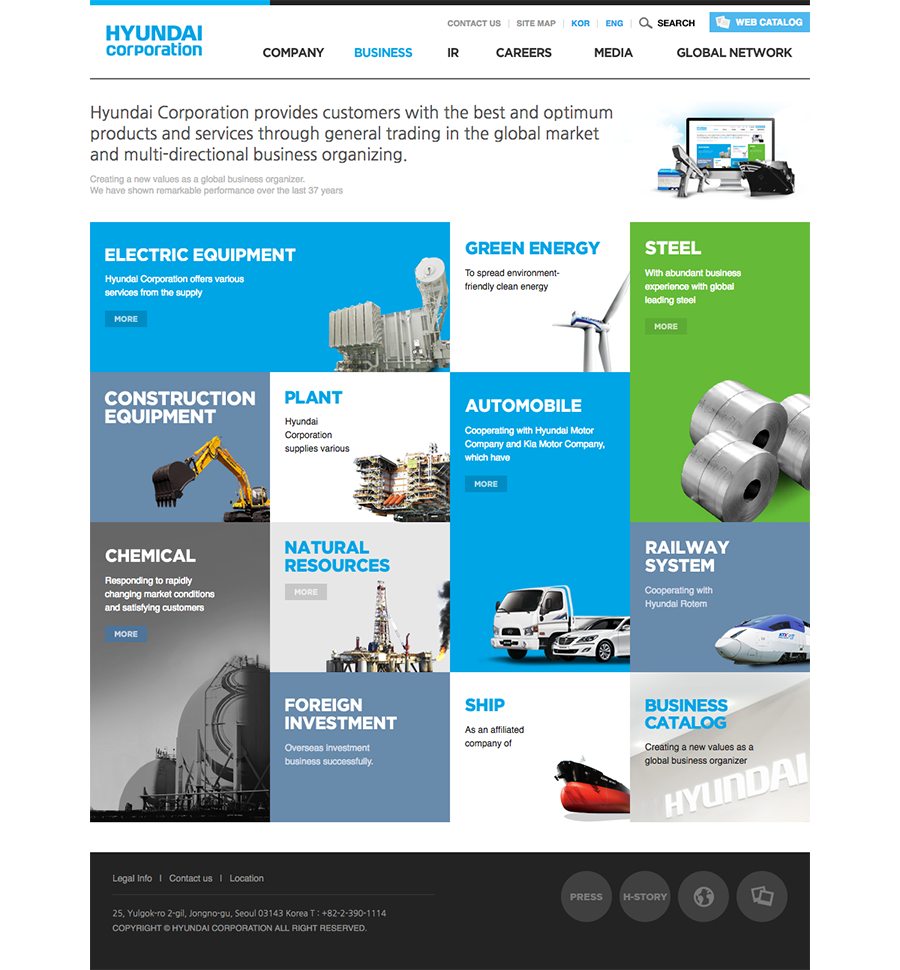 HYUNDAI
corporation
CONTACT US | SITE MAP | KOR | ENG | SEARCH WEB CATALOG
COMPANY BUSINESS IR CAREERS MEDIA GLOBAL NETWORK
Hyundai Corporation provides customers with the best and optimum
products and services through general trading in the global market
and multi-directional business organizing.
Creating a new values as a global business organizer.
We have shown remarkable performance over the last 37 years
ELECTRIC EQUIPMENT
Hyundai Corporation offers various
services from the supply
MORE
GREEN ENERGY
To spread environment-
friendly clean energy
STEEL
With abundant business
experience with global
leading steel
MORE
CONSTRUCTION
EQUIPMENT
PLANT
Hyundai
Corporation
supplies various
AUTOMOBILE
Cooperating with Hyundai Motor
Company and Kia Motor Company,
which have
MORE
CHEMICAL
Responding to rapidly
changing market conditions
and satisfying customers
MORE
NATURAL
RESOURCES
MORE
RAILWAY
SYSTEM
Cooperating with
Hyundai Rotem
FOREIGN
INVESTMENT
Overseas investment
business successfully.
SHIP
As an affiliated
company of
BUSINESS
CATALOG
Creating a new values as a
global business organizer
HYUNDAI
Legal Info | Contact us | Location
25, Yulgok-ro 2-gil, Jongno-gu, Seoul 03143 Korea T : +82-2-390-1114
COPYRIGHT © HYUNDAI CORPORATION ALL RIGHT RESERVED.
PRESS H-STORY